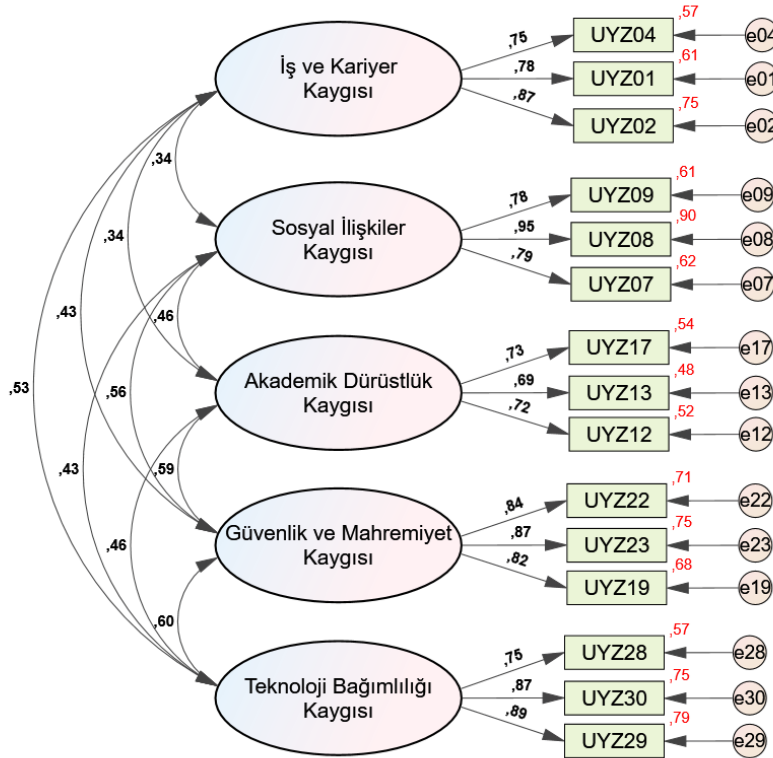 İş ve Kariyer
Kaygısı
,75
UYZ04
,57
e04
,78
UYZ01
,61
e01
,87
UYZ02
,75
e02
,34
Sosyal İlişkiler
Kaygısı
,78
UYZ09
,61
e09
,95
UYZ08
,90
e08
,79
UYZ07
,62
e07
,34
,43
,46
,53
,56
Akademik Dürüstlük
Kaygısı
,73
UYZ17
,54
e17
,69
UYZ13
,48
e13
,72
UYZ12
,52
e12
,43
,59
,46
Güvenlik ve Mahremiyet
Kaygısı
,84
UYZ22
,71
e22
,87
UYZ23
,75
e23
,82
UYZ19
,68
e19
,60
Teknoloji Bağımlılığı
Kaygısı
,75
UYZ28
,57
e28
,87
UYZ30
,75
e30
,89
UYZ29
,79
e29